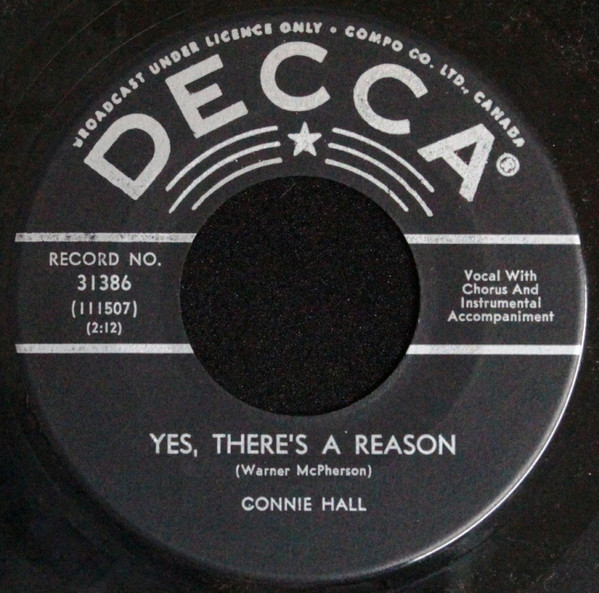 BROADCAST UNDER LICENCE ONLY • COMPO CO. LTD., CANADA
DECCA®
RECORD NO.
31386
(111507)
(2:12)
Vocal With
Chorus And
Instrumental
Accompaniment
YES, THERE'S A REASON
(Warner McPherson)
CONNIE HALL